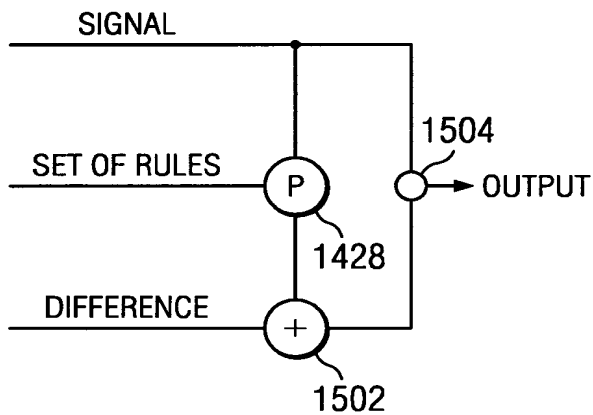 SIGNAL
1504
SET OF RULES
P
OUTPUT
1428
DIFFERENCE
+
1502